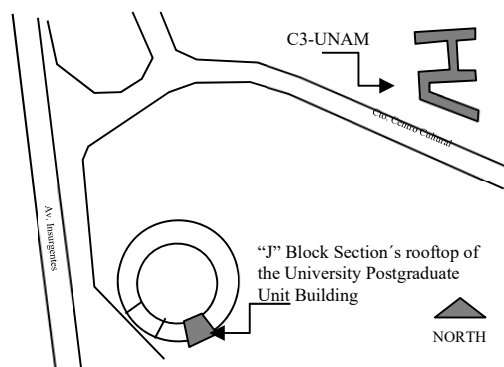 C3-UNAM
Cto. Centro Cultural
Av. Insurgentes
“J” Block Section´s rooftop of
the University Postgraduate
Unit Building
NORTH